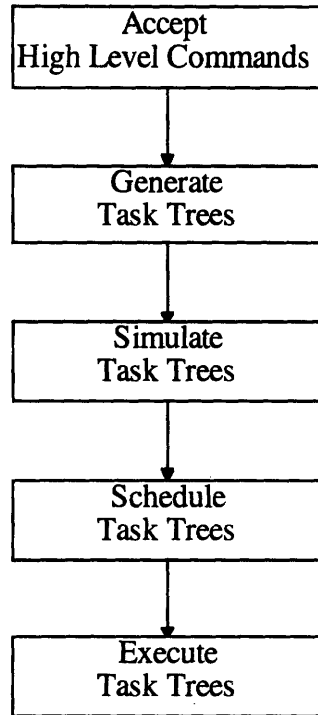 Accept
High Level Commands
Generate
Task Trees
Simulate
Task Trees
Schedule
Task Trees
Execute
Task Trees